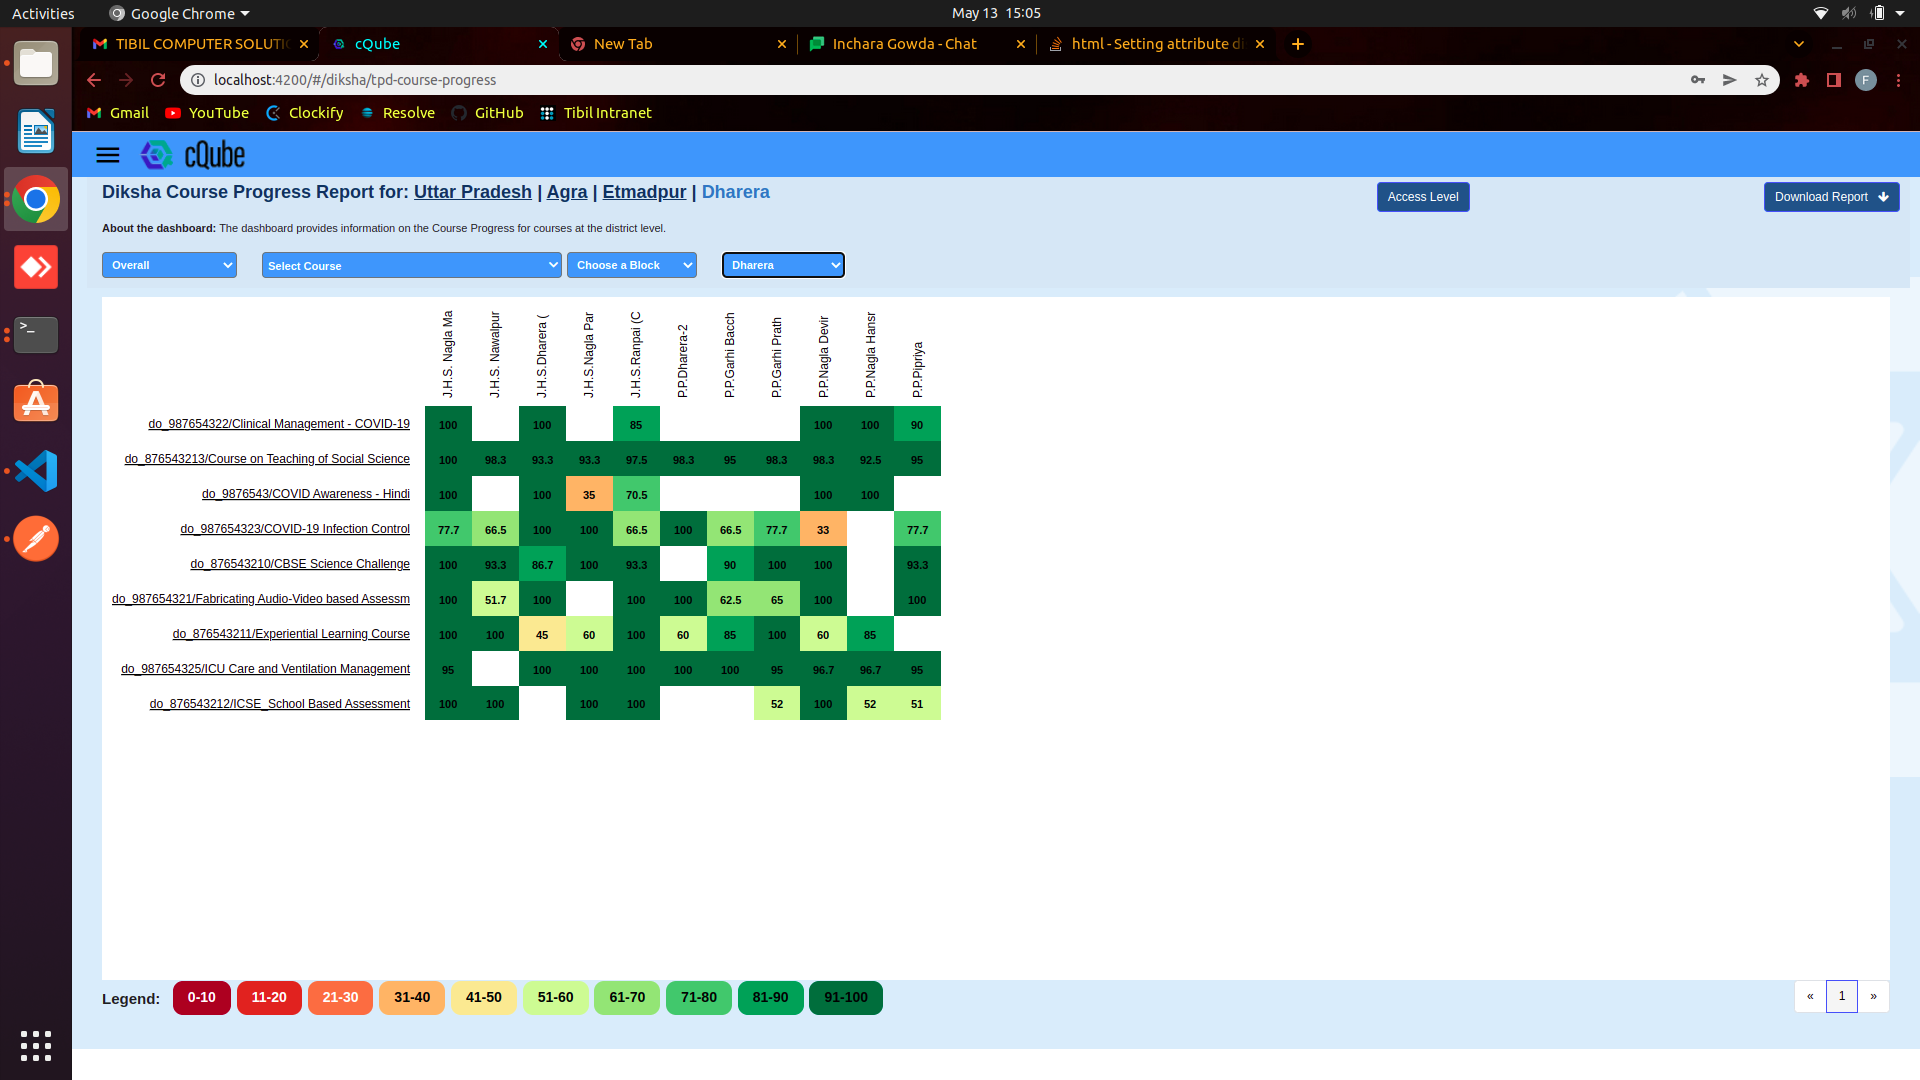 Activities Google Chrome May 13 15:05
TIBIL COMPUTER SOLUTIO cQube New Tab Inchara Gowda - Chat html - Setting attribute di
localhost:4200/#/diksha/tpd-course-progress F
Gmail YouTube Clockify Resolve GitHub Tibil Intranet
cQube
Diksha Course Progress Report for: Uttar Pradesh | Agra | Etmadpur | Dharera Access Level Download Report
About the dashboard: The dashboard provides information on the Course Progress for courses at the district level.
Overall Select Course Choose a Block Dharera
J.H.S. Nagla Ma
J.H.S. Nawalpur
J.H.S.Dharera (
J.H.S.Nagla Par
J.H.S.Ranpai (C
P.P.Dharera-2
P.P.Garhi Bacch
P.P.Garhi Prath
P.P.Nagla Devir
P.P.Nagla Hansr
P.P.Pipriya
do_987654322/Clinical Management - COVID-19 100 100 85 100 100 90
do_876543213/Course on Teaching of Social Science 100 98.3 93.3 93.3 97.5 98.3 95 98.3 98.3 92.5 95
do_9876543/COVID Awareness - Hindi 100 100 35 70.5 100 100
do_987654323/COVID-19 Infection Control 77.7 66.5 100 100 66.5 100 66.5 77.7 33 77.7
do_876543210/CBSE Science Challenge 100 93.3 86.7 100 93.3 90 100 100 93.3
do_987654321/Fabricating Audio-Video based Assessm 100 51.7 100 100 100 62.5 65 100 100
do_876543211/Experiential Learning Course 100 100 45 60 100 60 85 100 60 85
do_987654325/ICU Care and Ventilation Management 95 100 100 100 100 100 95 96.7 96.7 95
do_876543212/ICSE_School Based Assessment 100 100 100 100 52 100 52 51
Legend: 0-10 11-20 21-30 31-40 41-50 51-60 61-70 71-80 81-90 91-100 « 1 »